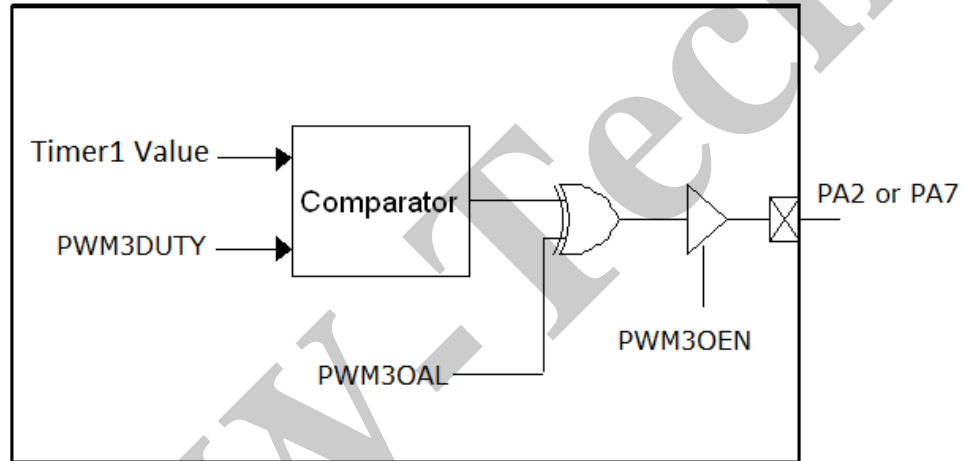 Timer1 Value
Comparator
PA2 or PA7
PWM3DUTY
PWM3OEN
PWM3OAL